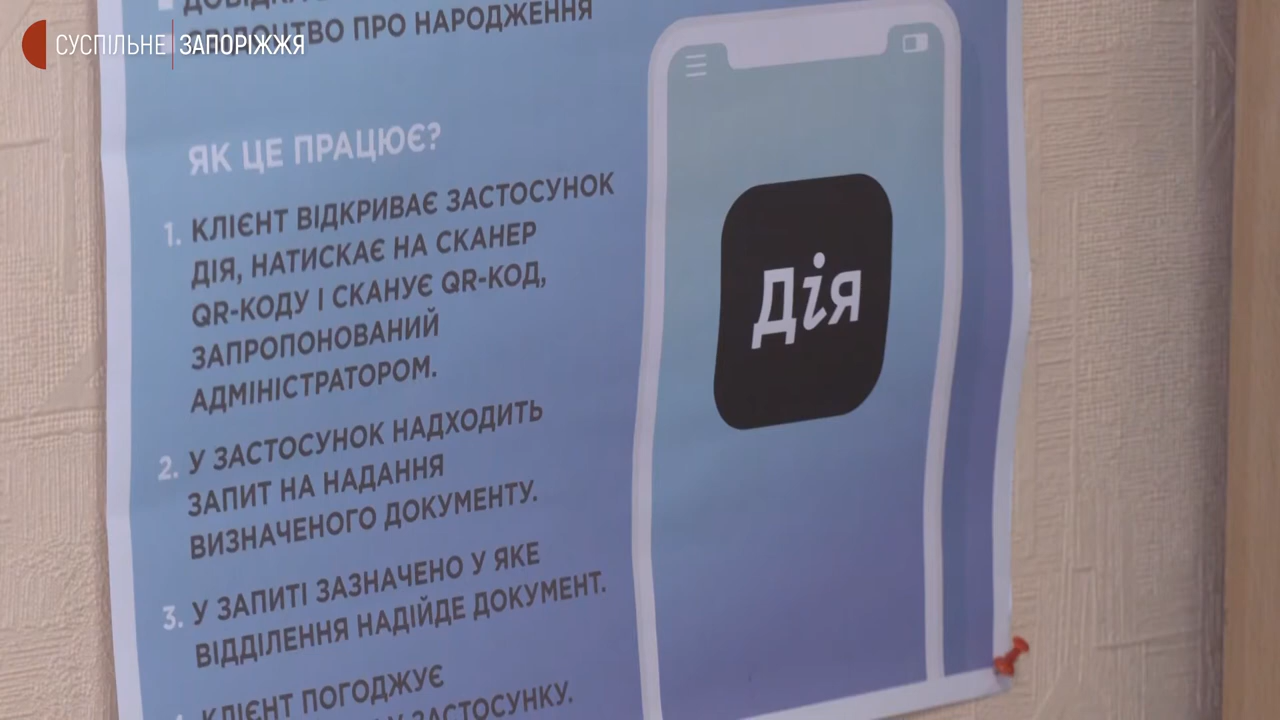 СУСПІЛЬНЕ ЗАПОРІЖЖЯ
ПРО НАРОДЖЕННЯ
ЯК ЦЕ ПРАЦЮЄ?
1. КЛІЄНТ ВІДКРИВАЄ ЗАСТОСУНОК
ДІЯ, НАТИСКАЄ НА СКАНЕР
QR-КОДУ І СКАНУЄ QR-КОД,
ЗАПРОПОНОВАНИЙ
АДМІНІСТРАТОРОМ.
2. У ЗАСТОСУНОК НАДХОДИТЬ
ЗАПИТ НА НАДАННЯ
ВИЗНАЧЕНОГО ДОКУМЕНТУ.
3. У ЗАПИТІ ЗАЗНАЧЕНО У ЯКЕ
ВІДДІЛЕННЯ НАДІЙДЕ ДОКУМЕНТ.
КЛІЄНТ ПОГОДЖУЄ
ЗАСТОСУНКУ.
Дія